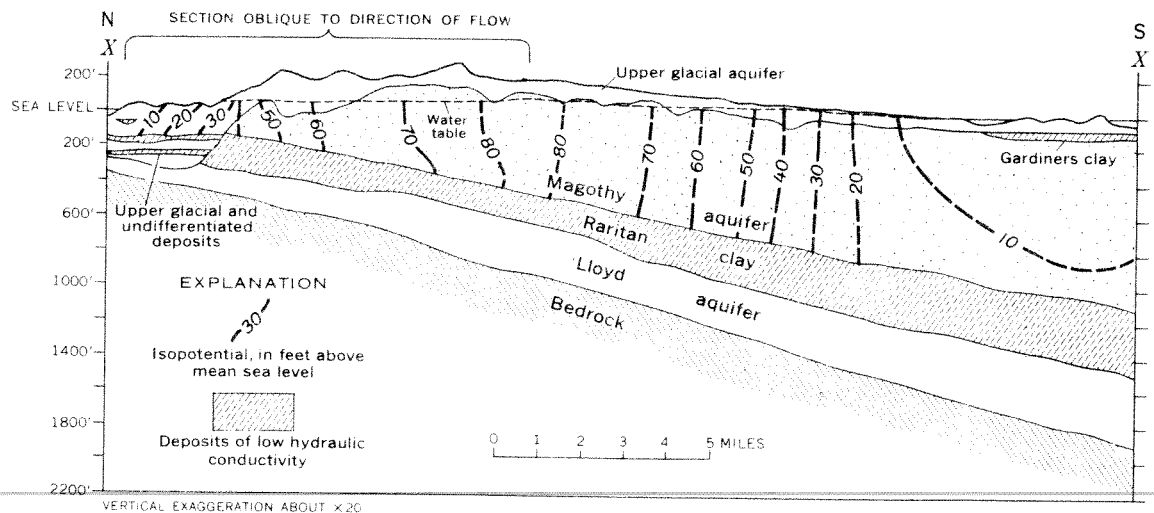 N
X
SECTION OBLIQUE TO DIRECTION OF FLOW
S
X
200'
SEA LEVEL
200'
600'
1000'
1400'
1800'
2200'
Upper glacial aquifer
10
20
30
50
60
70
80
80
70
60
50
40
30
20
10
Water
table
Gardiners clay
Magothy
aquifer
Raritan
clay
Lloyd
aquifer
Bedrock
Upper glacial and
undifferentiated
deposits
EXPLANATION
30
Isopotential, in feet above
mean sea level
Deposits of low hydraulic
conductivity
0 1 2 3 4 5 MILES
VERTICAL EXAGGERATION ABOUT ×20